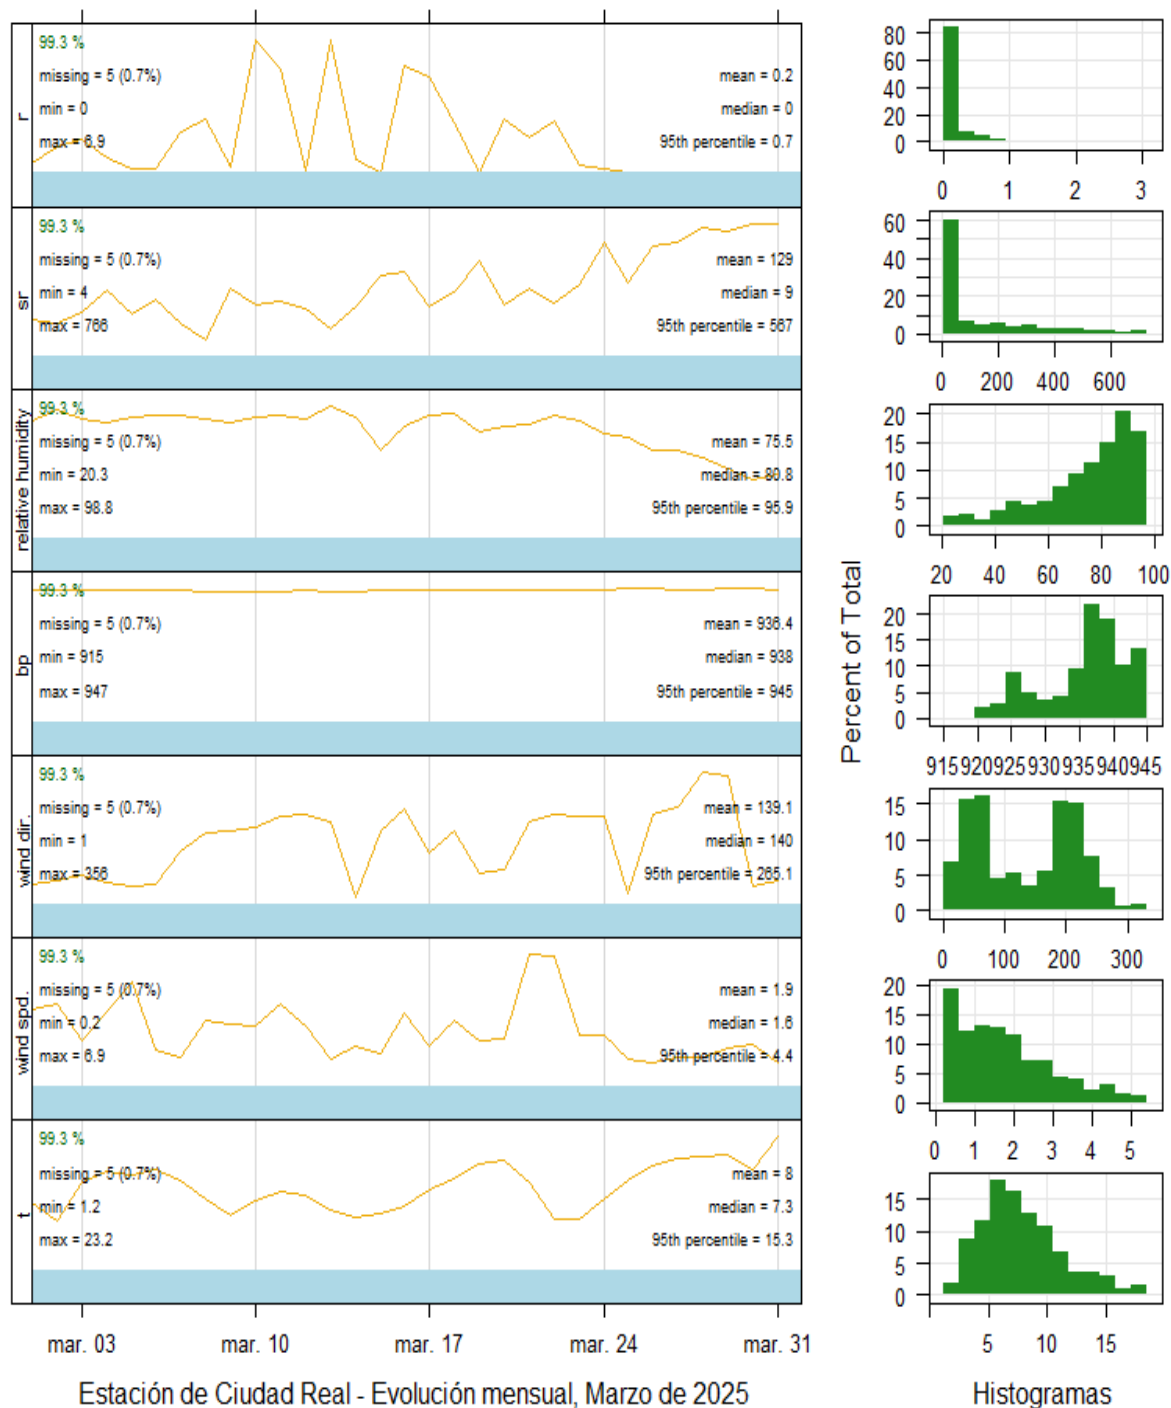 r
99.3 %
missing = 5 (0.7%)
min = 0
max = 6.9
mean = 0.2
median = 0
95th percentile = 0.7
sr
99.3 %
missing = 5 (0.7%)
min = 4
max = 766
mean = 129
median = 9
95th percentile = 567
relative humidity
99.3 %
missing = 5 (0.7%)
min = 20.3
max = 98.8
mean = 75.5
median = 80.8
95th percentile = 95.9
bp
99.3 %
missing = 5 (0.7%)
min = 915
max = 947
mean = 936.4
median = 938
95th percentile = 945
wind dir.
99.3 %
missing = 5 (0.7%)
min = 1
max = 356
mean = 139.1
median = 140
95th percentile = 265.1
wind spd.
99.3 %
missing = 5 (0.7%)
min = 0.2
max = 6.9
mean = 1.9
median = 1.6
95th percentile = 4.4
t
99.3 %
missing = 5 (0.7%)
min = 1.2
max = 23.2
mean = 8
median = 7.3
95th percentile = 15.3
mar. 03 mar. 10 mar. 17 mar. 24 mar. 31
Estación de Ciudad Real - Evolución mensual, Marzo de 2025
Percent of Total
80
60
40
20
0
0 1 2 3
60
40
20
0
0 200 400 600
20
15
10
5
0
20 40 60 80 100
20
15
10
5
0
915 920 925 930 935 940 945
15
10
5
0
0 100 200 300
20
15
10
5
0
0 1 2 3 4 5
15
10
5
0
5 10 15
Histogramas